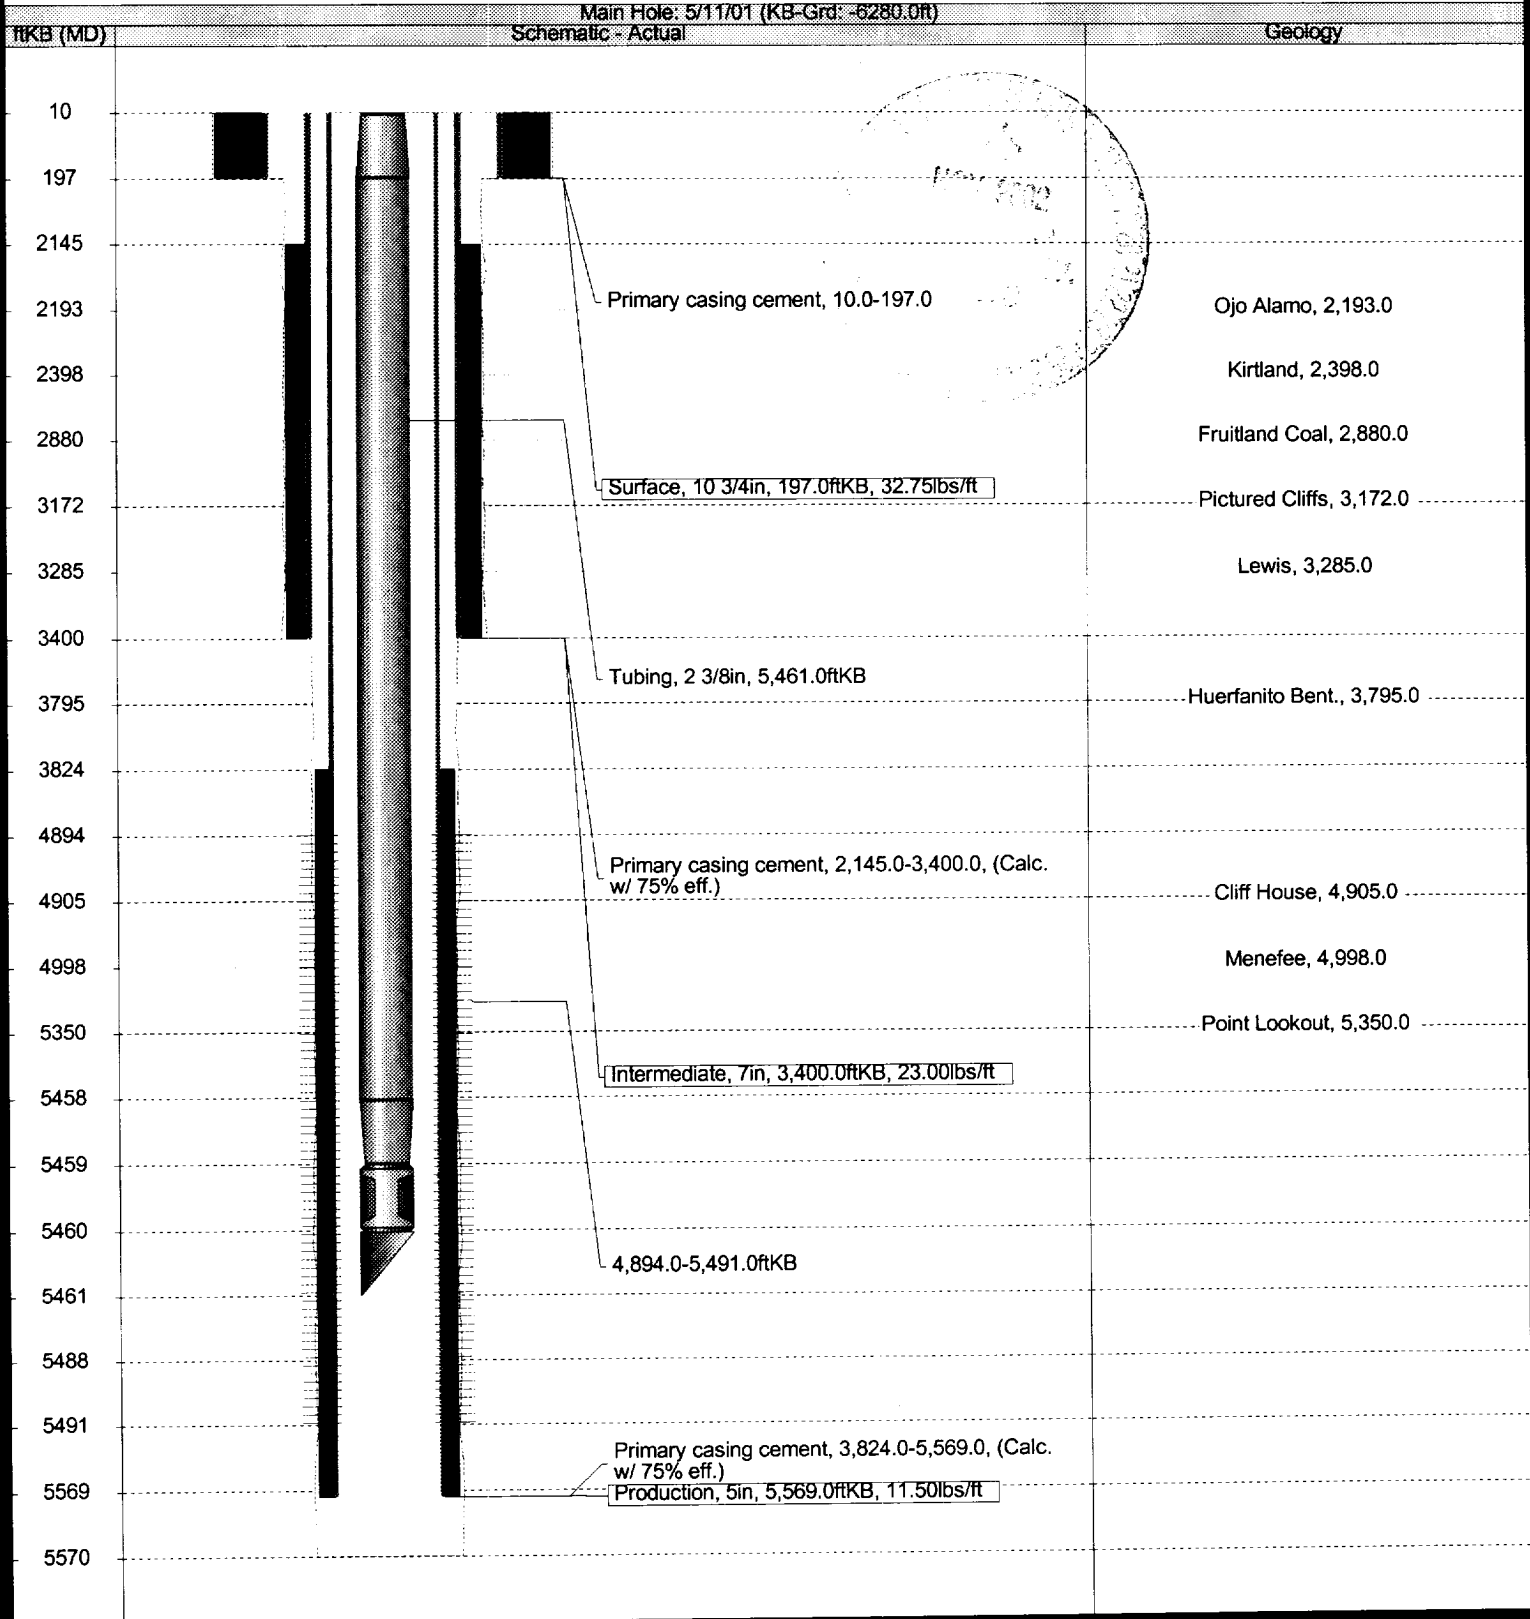 Main Hole: 5/11/01 (KB-Grd: -6280.0ft)
ftKB (MD)
Schematic - Actual
Geology
10
197
2145
2193
2398
2880
3172
3285
3400
3795
3824
4894
4905
4998
5350
5458
5459
5460
5461
5488
5491
5569
5570
Primary casing cement, 10.0-197.0
Surface, 10 3/4in, 197.0ftKB, 32.75lbs/ft
Tubing, 2 3/8in, 5,461.0ftKB
Primary casing cement, 2,145.0-3,400.0, (Calc.
w/ 75% eff.)
Intermediate, 7in, 3,400.0ftKB, 23.00lbs/ft
4,894.0-5,491.0ftKB
Primary casing cement, 3,824.0-5,569.0, (Calc.
w/ 75% eff.)
Production, 5in, 5,569.0ftKB, 11.50lbs/ft
Ojo Alamo, 2,193.0
Kirtland, 2,398.0
Fruitland Coal, 2,880.0
Pictured Cliffs, 3,172.0
Lewis, 3,285.0
Huerfanito Bent., 3,795.0
Cliff House, 4,905.0
Menefee, 4,998.0
Point Lookout, 5,350.0